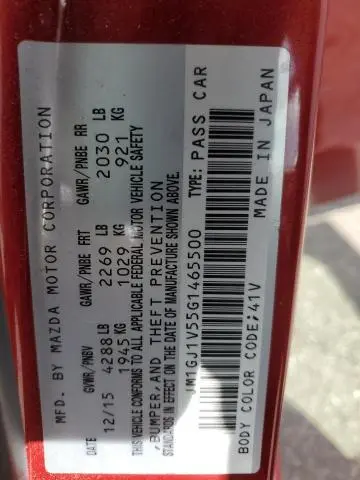 MFD. BY MAZDA MOTOR CORPORATION
DATE GVWR/PNBV GAWR/PNBE FRT GAWR/PNBE RR
12/15 4288LB 2269 LB 2030 LB
1945 KG 1029 KG 921 KG
THIS VEHICLE CONFORMS TO ALL APPLICABLE FEDERAL MOTOR VEHICLE SAFETY
,BUMPER,AND THEFT PREVENTION
STANDARDS IN EFFECT ON THE DATE OF MANUFACTURE SHOWN ABOVE.
JM1GJ1V55G1465500 TYPE: PASS CAR
MADE IN JAPAN
BODY COLOR CODE:41V